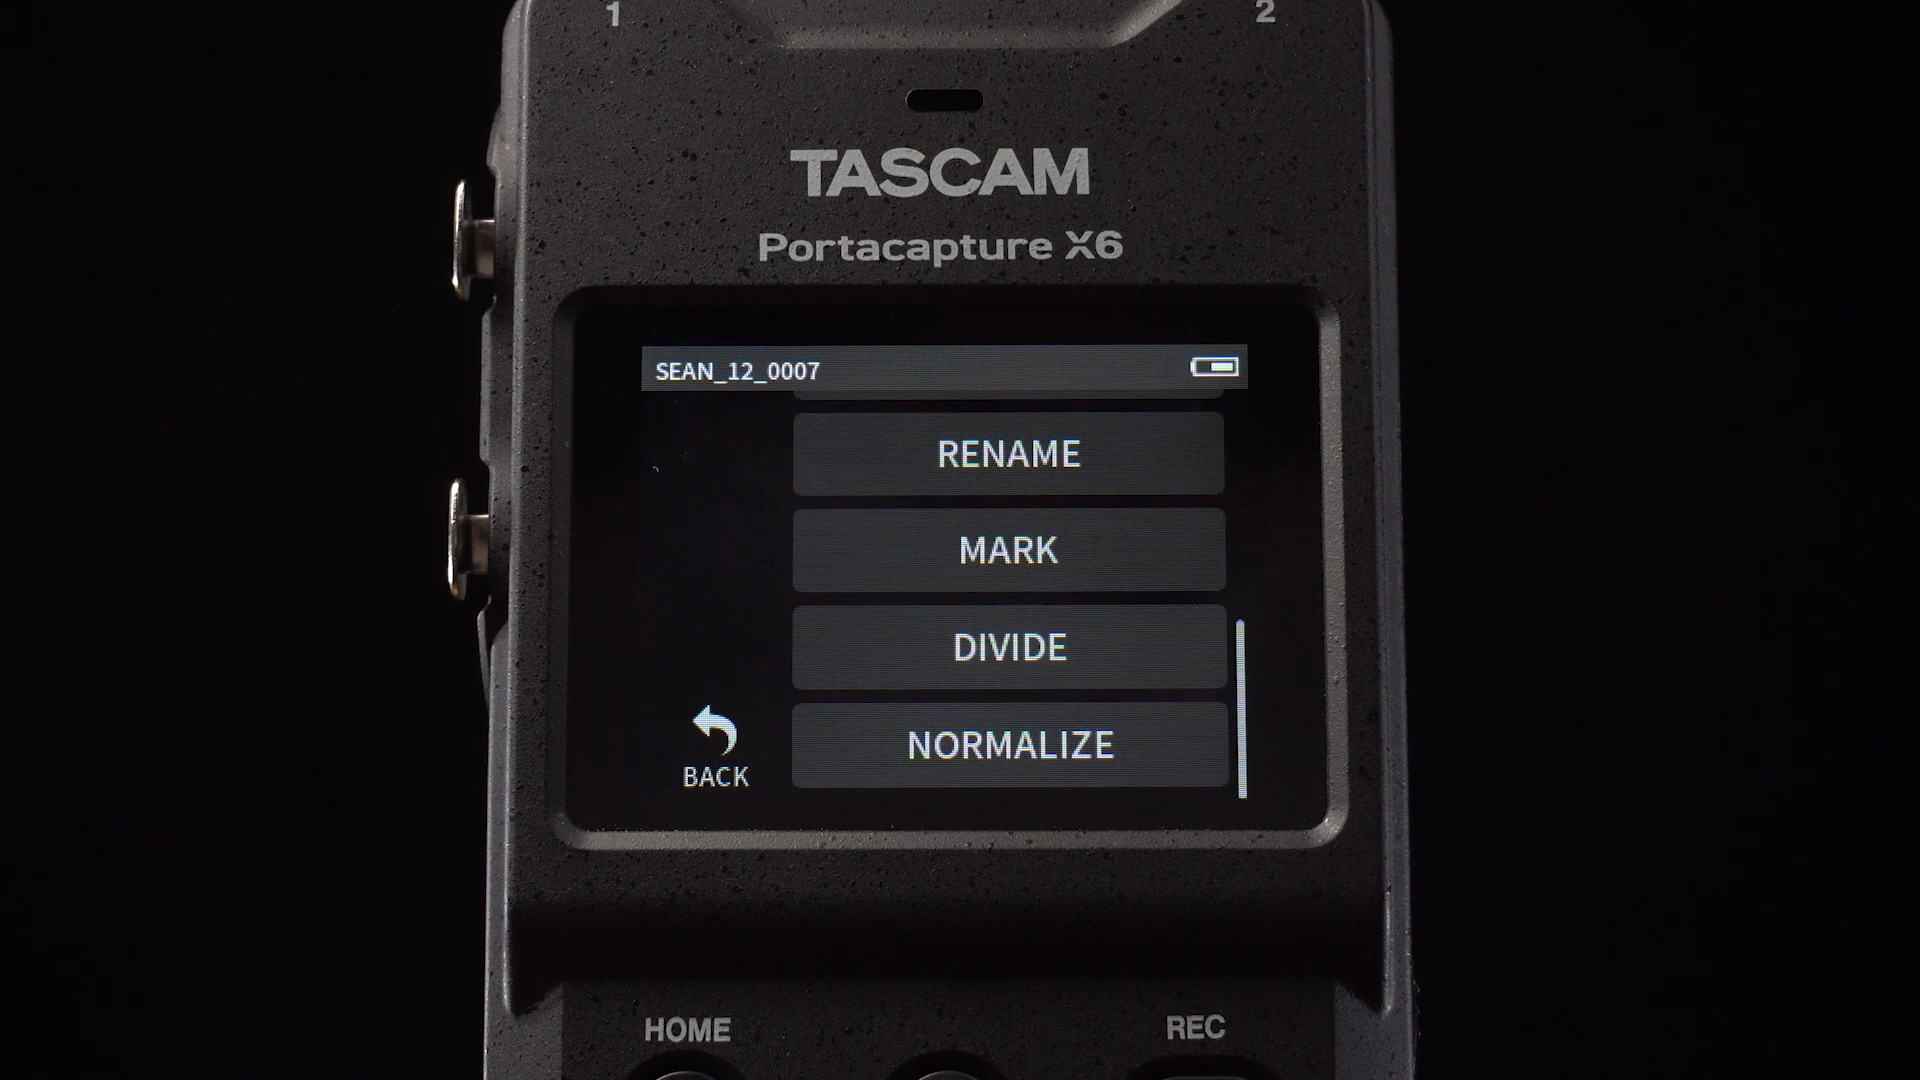 1 2
TASCAM
Portacapture X6
SEAN_12_0007
RENAME
MARK
DIVIDE
NORMALIZE
BACK
HOME REC